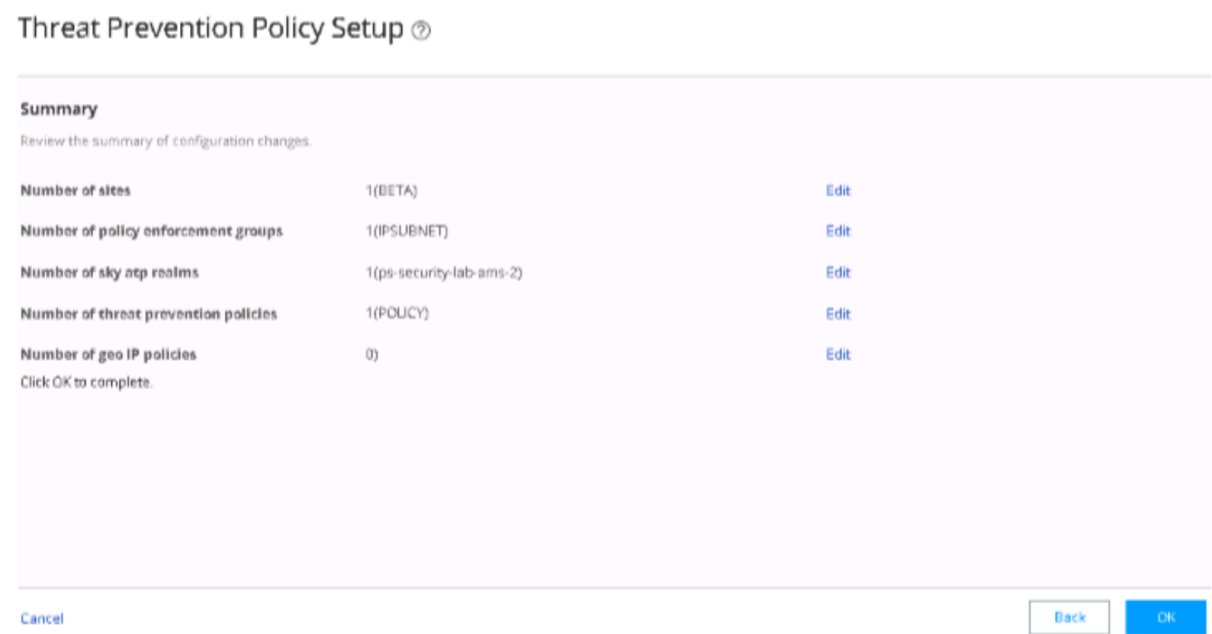 Threat Prevention Policy Setup ?
Summary
Review the summary of configuration changes.
Number of sites 1(BETA) Edit
Number of policy enforcement groups 1(IPSUBNET) Edit
Number of sky atp realms 1(ps-security-lab-ams-2) Edit
Number of threat prevention policies 1(POLICY) Edit
Number of geo IP policies 0) Edit
Click OK to complete.
Cancel Back OK